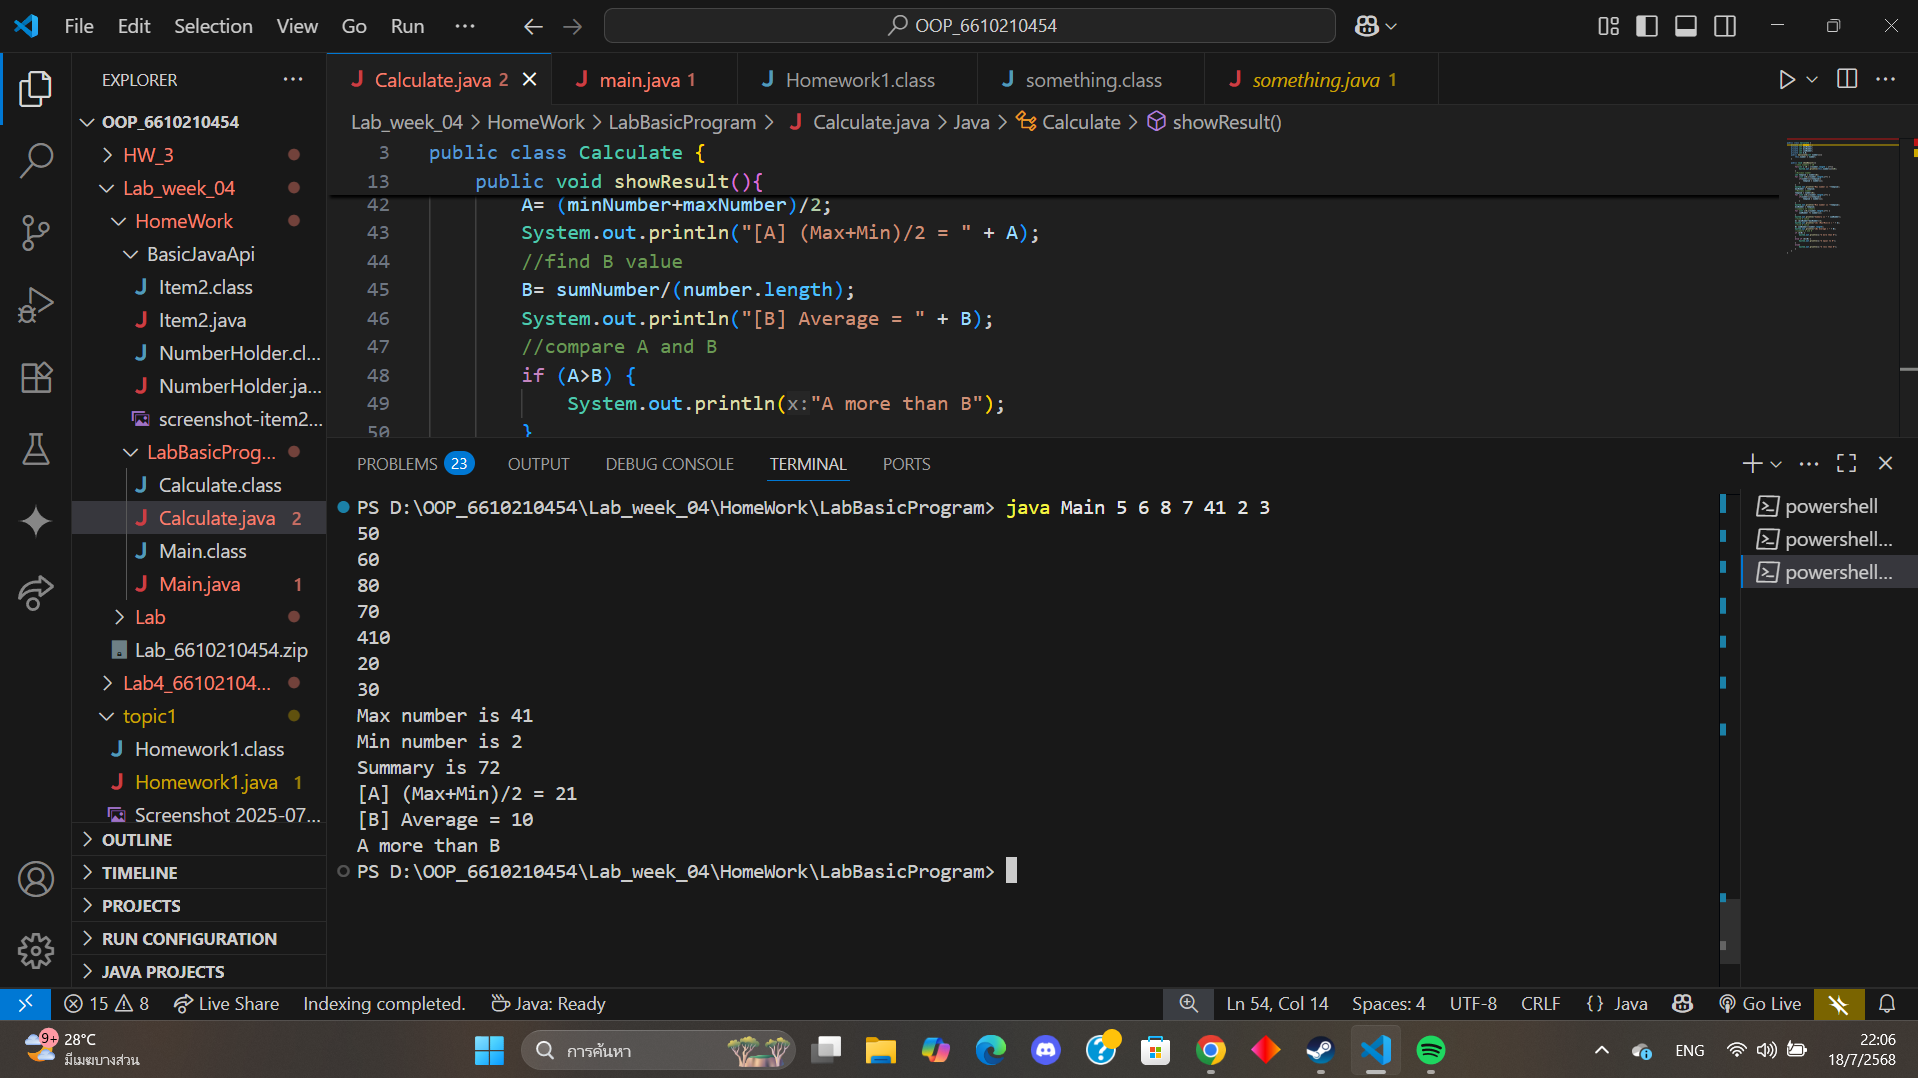 File Edit Selection View Go Run ··· OOP_6610210454
EXPLORER ···
OOP_6610210454
HW_3
Lab_week_04
HomeWork
BasicJavaApi
Item2.class
Item2.java
NumberHolder.cl...
NumberHolder.ja...
screenshot-item2...
LabBasicProg...
Calculate.class
Calculate.java 2
Main.class
Main.java 1
Lab
Lab_6610210454.zip
Lab4_66102104...
topic1
Homework1.class
Homework1.java 1
Screenshot 2025-07...
OUTLINE
TIMELINE
PROJECTS
RUN CONFIGURATION
JAVA PROJECTS
Calculate.java 2 main.java 1 Homework1.class something.class something.java 1
Lab_week_04 > HomeWork > LabBasicProgram > Calculate.java > Java > Calculate > showResult()
3 public class Calculate {
13 public void showResult(){
42 A= (minNumber+maxNumber)/2;
43 System.out.println("[A] (Max+Min)/2 = " + A);
44 //find B value
45 B= sumNumber/(number.length);
46 System.out.println("[B] Average = " + B);
47 //compare A and B
48 if (A>B) {
49 System.out.println(x:"A more than B");
50 }
PROBLEMS 23 OUTPUT DEBUG CONSOLE TERMINAL PORTS
PS D:\OOP_6610210454\Lab_week_04\HomeWork\LabBasicProgram> java Main 5 6 8 7 41 2 3
50
60
80
70
410
20
30
Max number is 41
Min number is 2
Summary is 72
[A] (Max+Min)/2 = 21
[B] Average = 10
A more than B
PS D:\OOP_6610210454\Lab_week_04\HomeWork\LabBasicProgram>
powershell
powershell...
powershell...
15 8 Live Share Indexing completed. Java: Ready Ln 54, Col 14 Spaces: 4 UTF-8 CRLF {} Java Go Live
9+ 28°C
มีเมฆบางส่วน
การค้นหา
ENG
22:06
18/7/2568